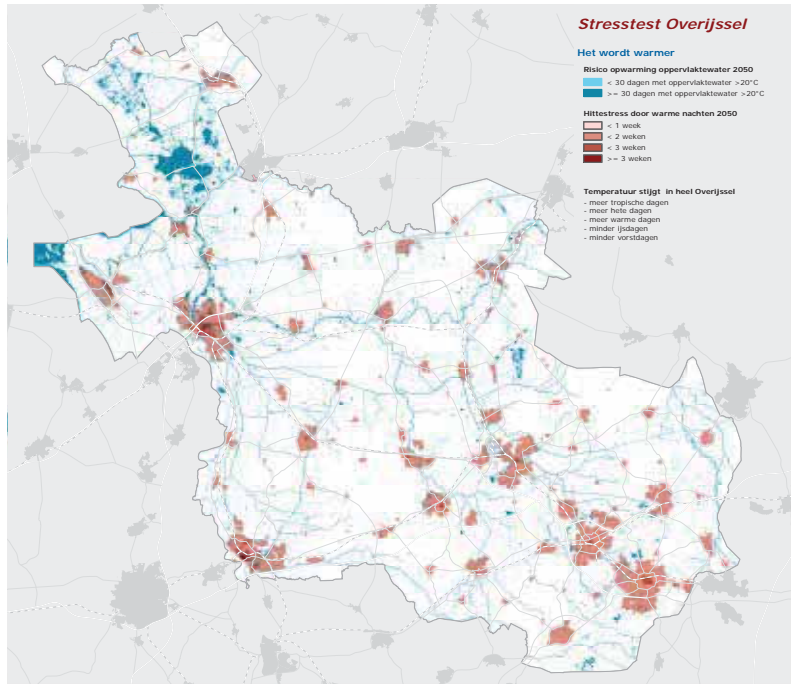 Stresstest Overijssel
Het wordt warmer
Risico opwarming oppervlaktewater 2050
< 30 dagen met oppervlaktewater >20°C
>= 30 dagen met oppervlaktewater >20°C
Hittestress door warme nachten 2050
< 1 week
< 2 weken
< 3 weken
>= 3 weken
Temperatuur stijgt in heel Overijssel
- meer tropische dagen
- meer hete dagen
- meer warme dagen
- minder ijsdagen
- minder vorstdagen